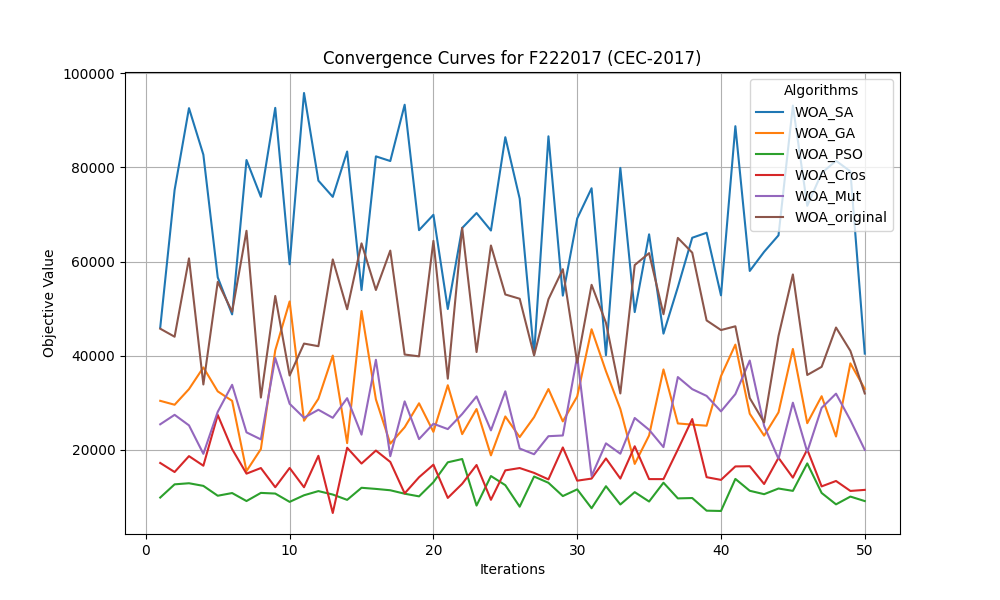 Convergence Curves for F222017 (CEC-2017)
Objective Value
100000
80000
60000
40000
20000
0
10
20
30
40
50
Iterations
Algorithms
WOA_SA
WOA_GA
WOA_PSO
WOA_Cros
WOA_Mut
WOA_original